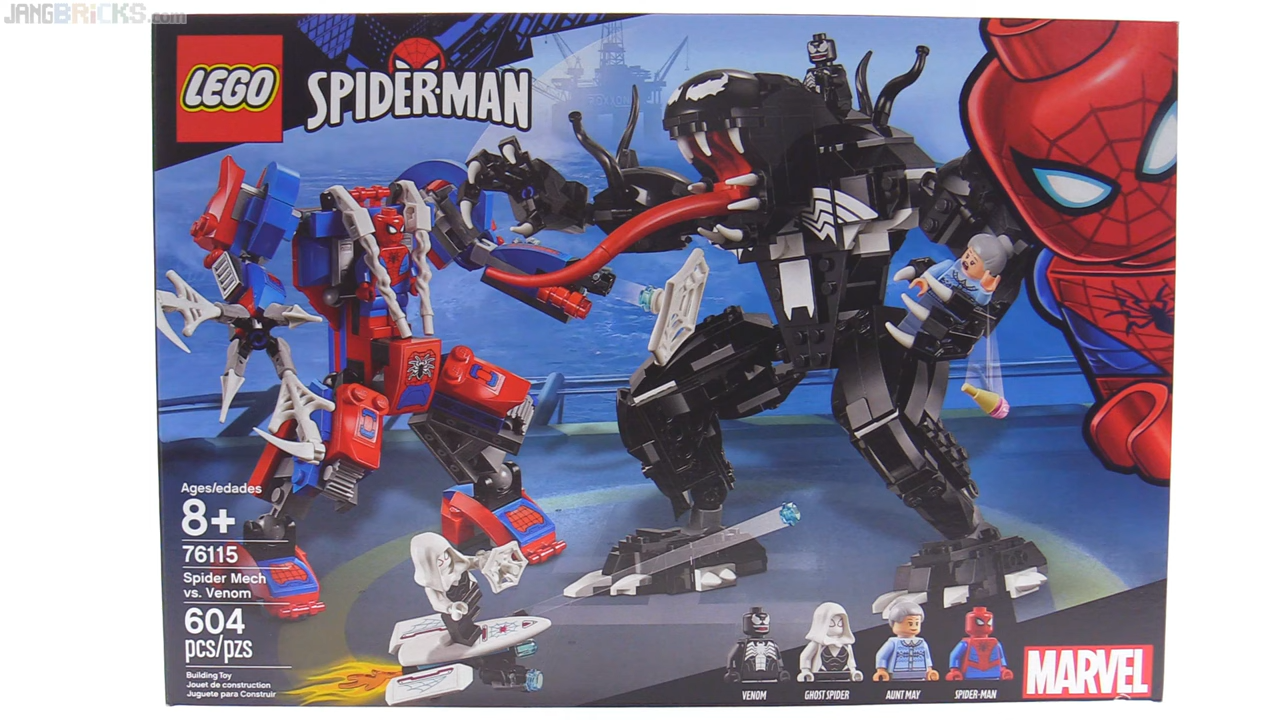 JANGBRiCKS.com
LEGO
SPIDER-MAN
ROXXON
Ages/edades
8+
76115
Spider Mech
vs. Venom
604
pcs/pzs
Building Toy
Jouet de construction
Juguete para Construir
VENOM
GHOST SPIDER
AUNT MAY
SPIDER-MAN
MARVEL